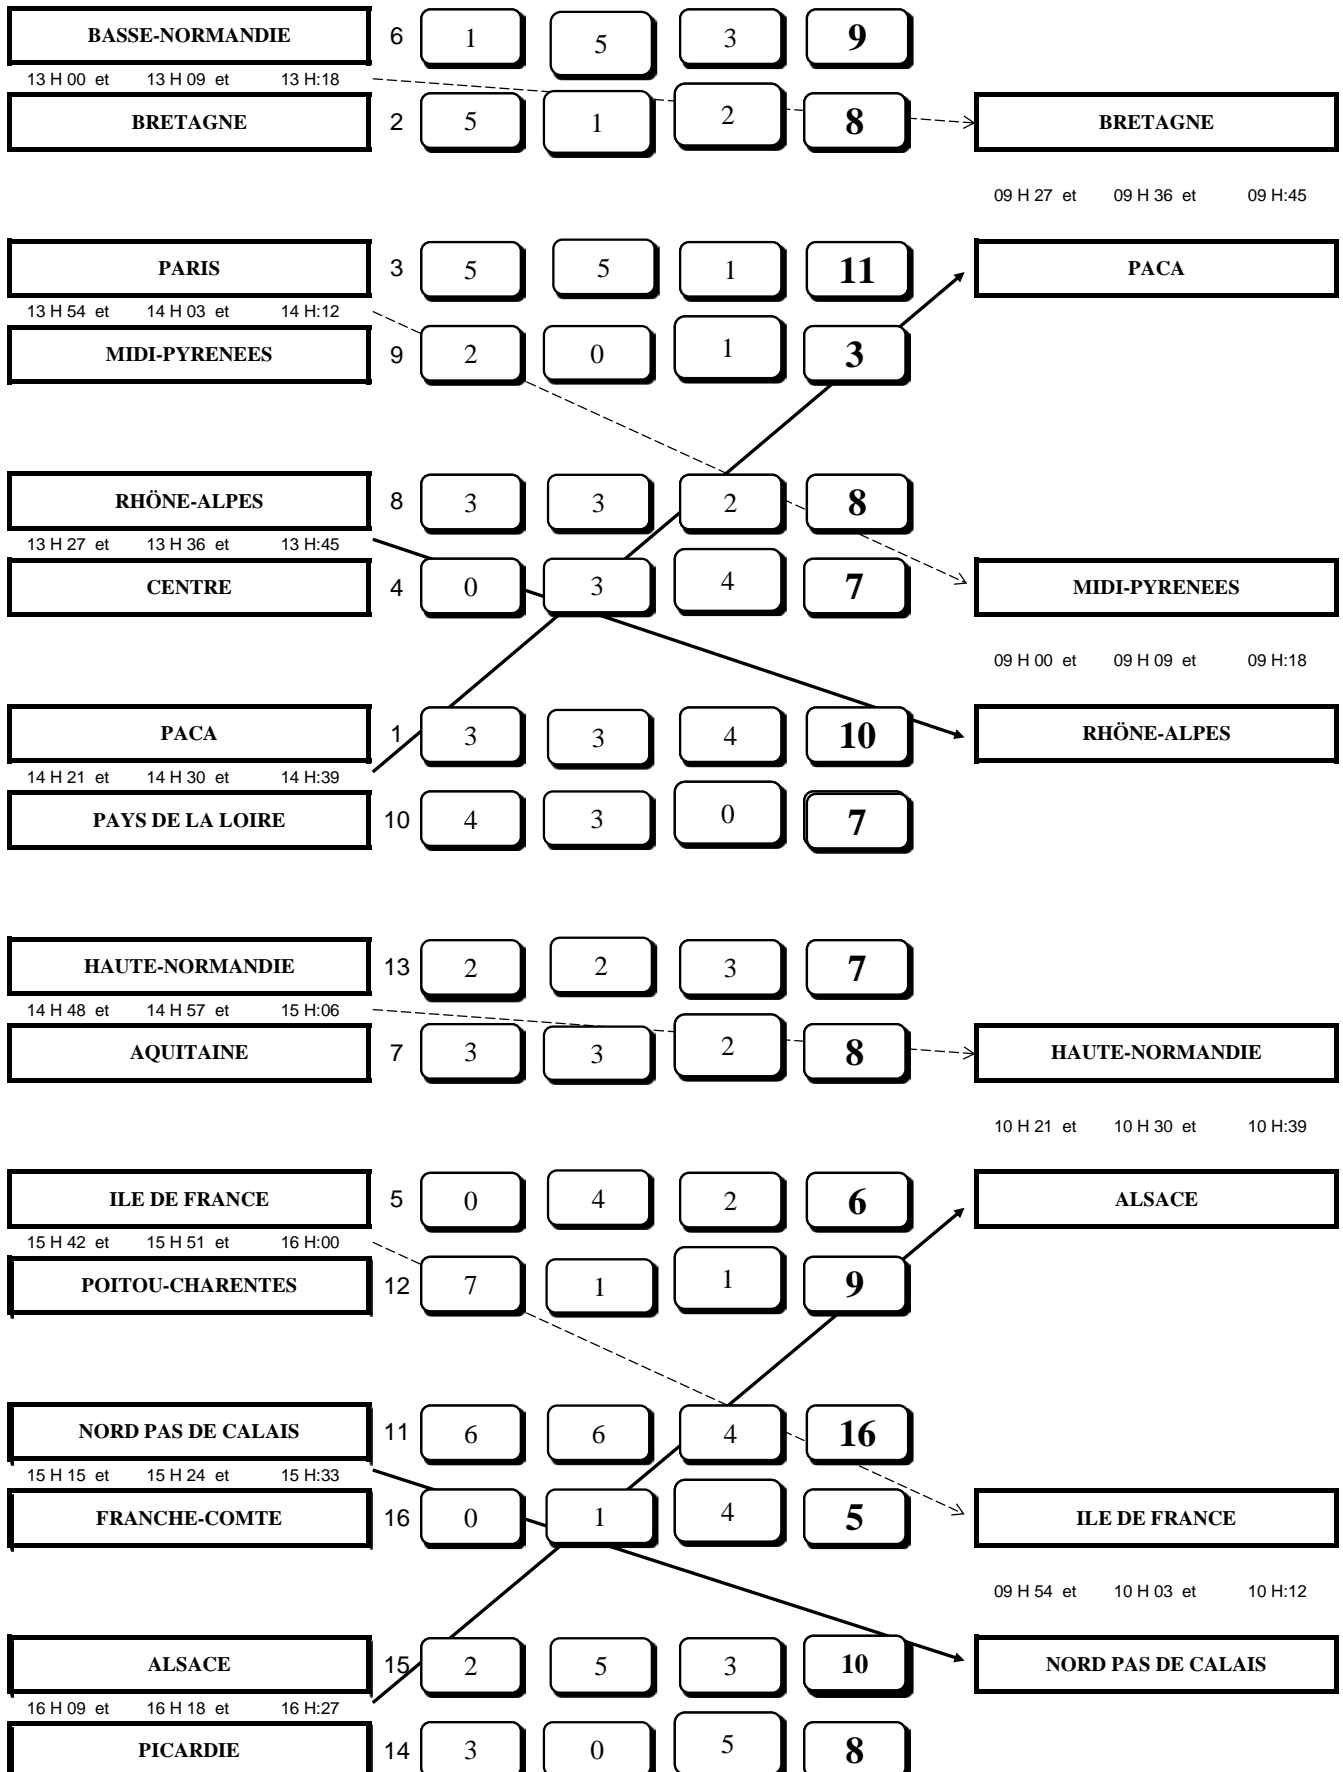 BASSE-NORMANDIE 6 1 5 3 9
13 H 00 et 13 H 09 et 13 H:18
BRETAGNE 2 5 1 2 8 BRETAGNE
09 H 27 et 09 H 36 et 09 H:45
PARIS 3 5 5 1 11 PACA
13 H 54 et 14 H 03 et 14 H:12
MIDI-PYRENEES 9 2 0 1 3
RHÖNE-ALPES 8 3 3 2 8
13 H 27 et 13 H 36 et 13 H:45
CENTRE 4 0 3 4 7 MIDI-PYRENEES
09 H 00 et 09 H 09 et 09 H:18
PACA 1 3 3 4 10 RHÖNE-ALPES
14 H 21 et 14 H 30 et 14 H:39
PAYS DE LA LOIRE 10 4 3 0 7
HAUTE-NORMANDIE 13 2 2 3 7
14 H 48 et 14 H 57 et 15 H:06
AQUITAINE 7 3 3 2 8 HAUTE-NORMANDIE
10 H 21 et 10 H 30 et 10 H:39
ILE DE FRANCE 5 0 4 2 6 ALSACE
15 H 42 et 15 H 51 et 16 H:00
POITOU-CHARENTES 12 7 1 1 9
NORD PAS DE CALAIS 11 6 6 4 16
15 H 15 et 15 H 24 et 15 H:33
FRANCHE-COMTE 16 0 1 4 5 ILE DE FRANCE
09 H 54 et 10 H 03 et 10 H:12
ALSACE 15 2 5 3 10 NORD PAS DE CALAIS
16 H 09 et 16 H 18 et 16 H:27
PICARDIE 14 3 0 5 8